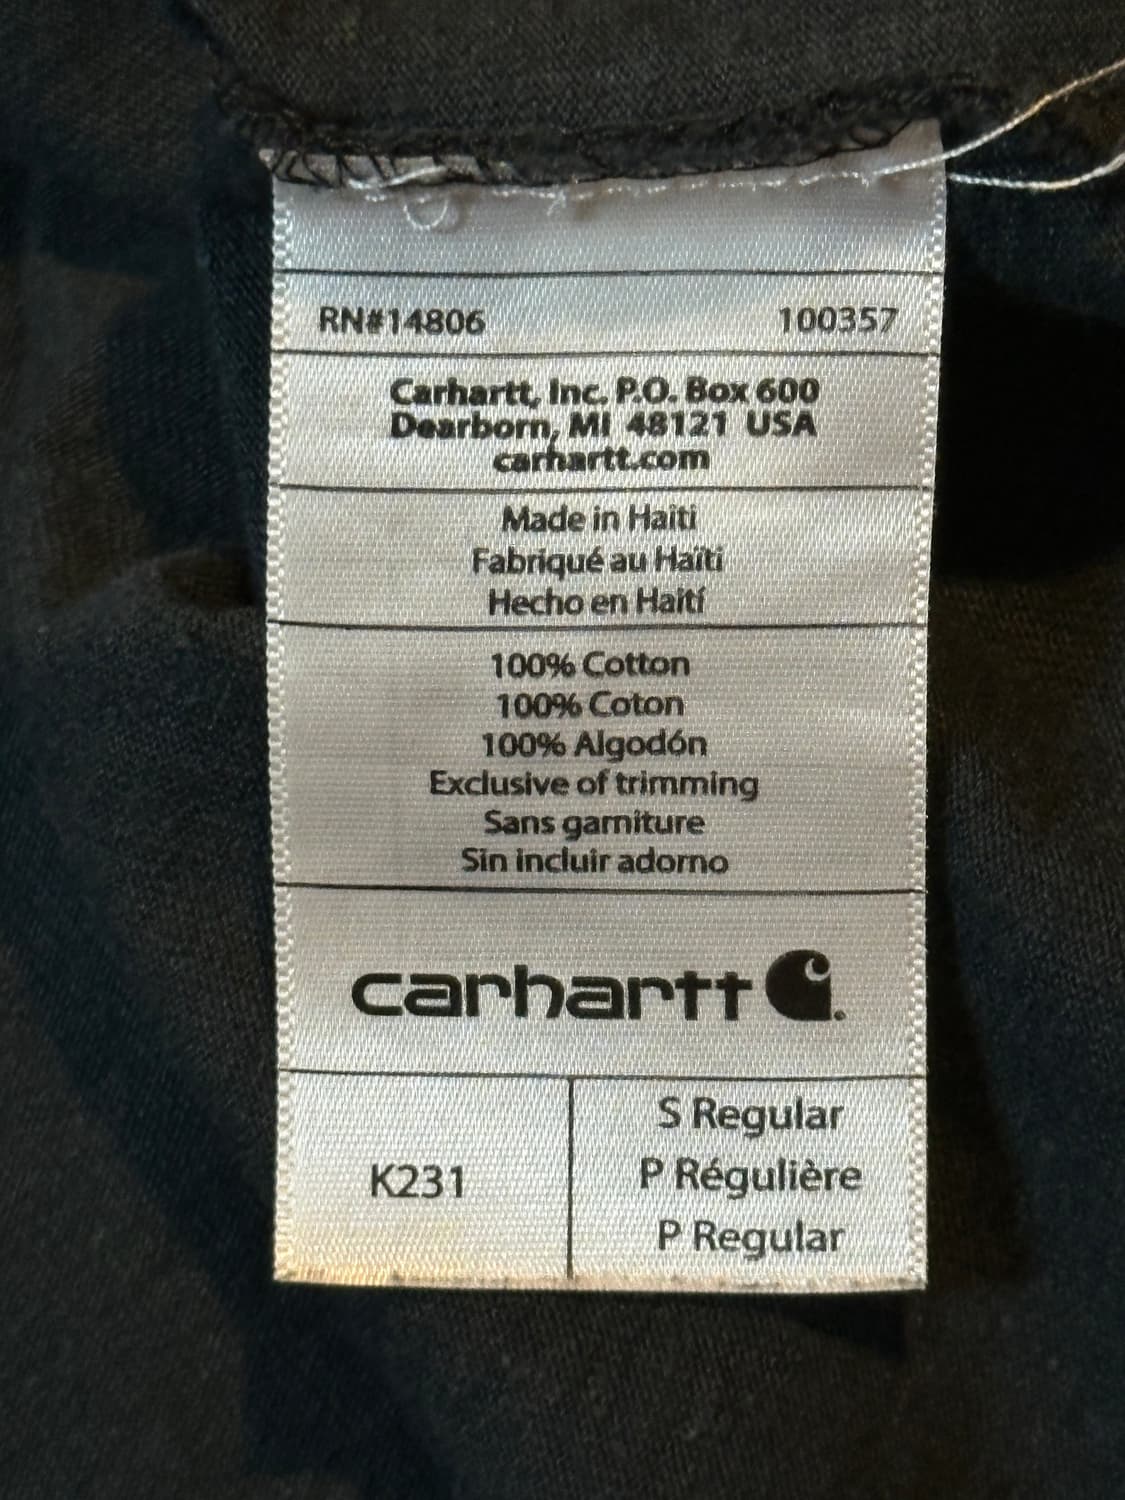 RN#14806 100357
Carhartt, Inc. P.O. Box 600
Dearborn, MI 48121 USA
carhartt.com
Made in Haiti
Fabriqué au Haïti
Hecho en Haití
100% Cotton
100% Coton
100% Algodón
Exclusive of trimming
Sans garniture
Sin incluir adorno
carhartt
K231
S Regular
P Régulière
P Regular